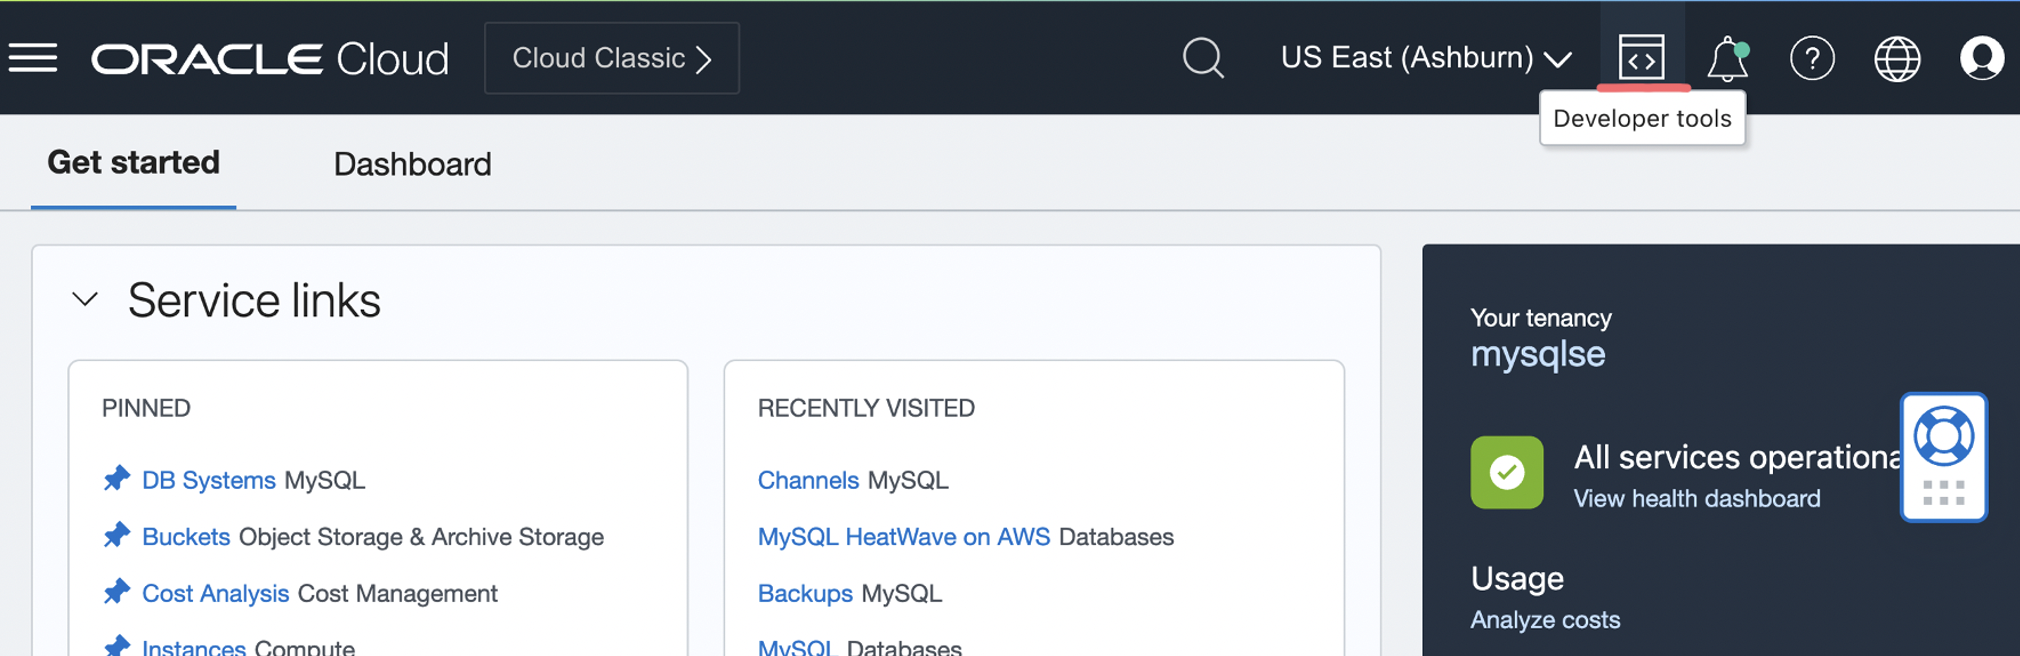 ORACLE Cloud
Cloud Classic
US East (Ashburn)
Developer tools
Get started
Dashboard
Service links
PINNED
DB Systems MySQL
Buckets Object Storage & Archive Storage
Cost Analysis Cost Management
Instances Compute
RECENTLY VISITED
Channels MySQL
MySQL HeatWave on AWS Databases
Backups MySQL
MySQL Databases
Your tenancy
mysqlse
All services operationa
View health dashboard
Usage
Analyze costs